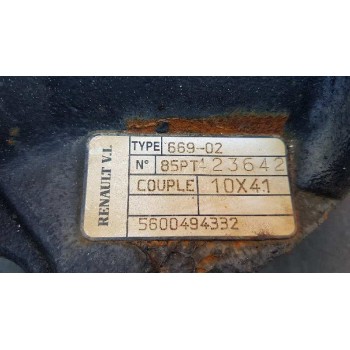 RENAULT V.I.
TYPE 669-02
N° 85PT 23642
COUPLE 10X41
5600494332